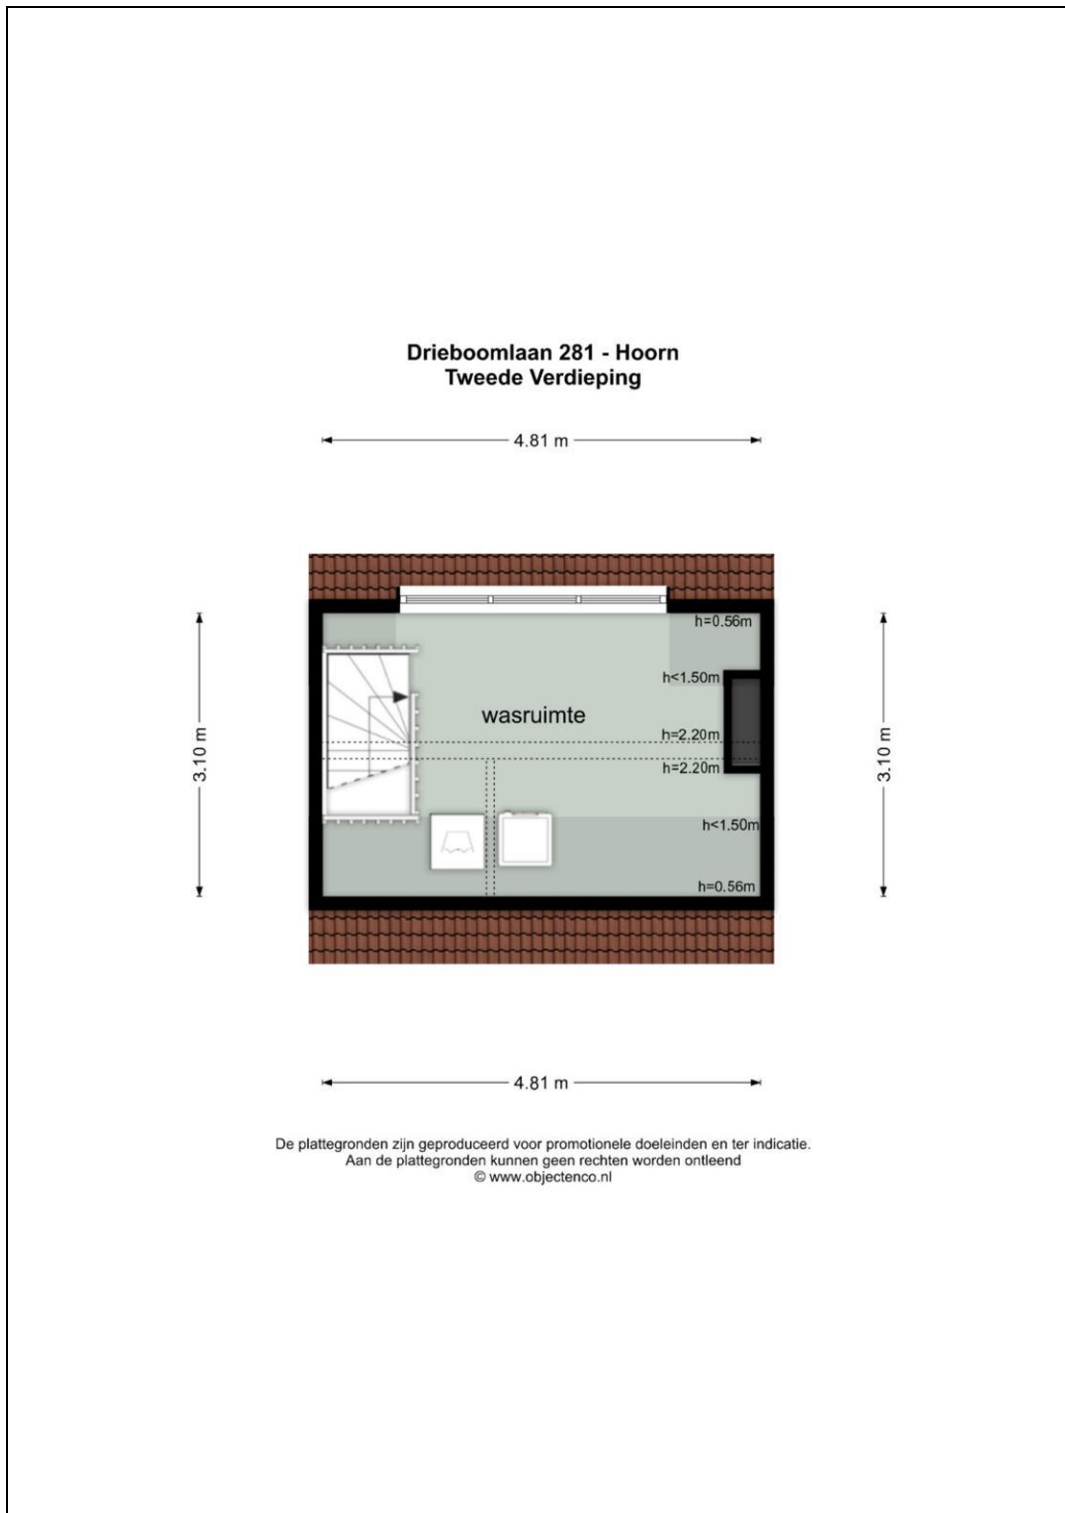 Drieboomlaan 281 - Hoorn
Tweede Verdieping
4.81 m
h=0.56m
h<1.50m
wasruimte
h=2.20m
3.10 m
3.10 m
h=2.20m
h<1.50m
h=0.56m
4.81 m
De plattegronden zijn geproduceerd voor promotionele doeleinden en ter indicatie.
Aan de plattegronden kunnen geen rechten worden ontleend
© www.objectenco.nl